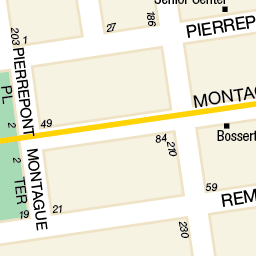 Senior Center
PIERREP
203
1
27
186
PIERREPONT
PL
MONTAG
2
49
84
210
Bossert
2
MONTAGUE
TER
59
REM
19
21
230